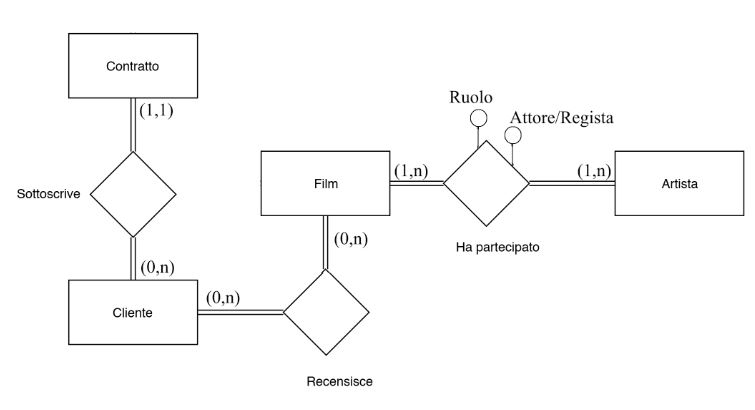 Contratto
(1,1)
Sottoscrive
(0,n)
Cliente
(0,n)
Recensisce
(0,n)
Film
(1,n)
Ruolo
Attore/Regista
Ha partecipato
(1,n)
Artista